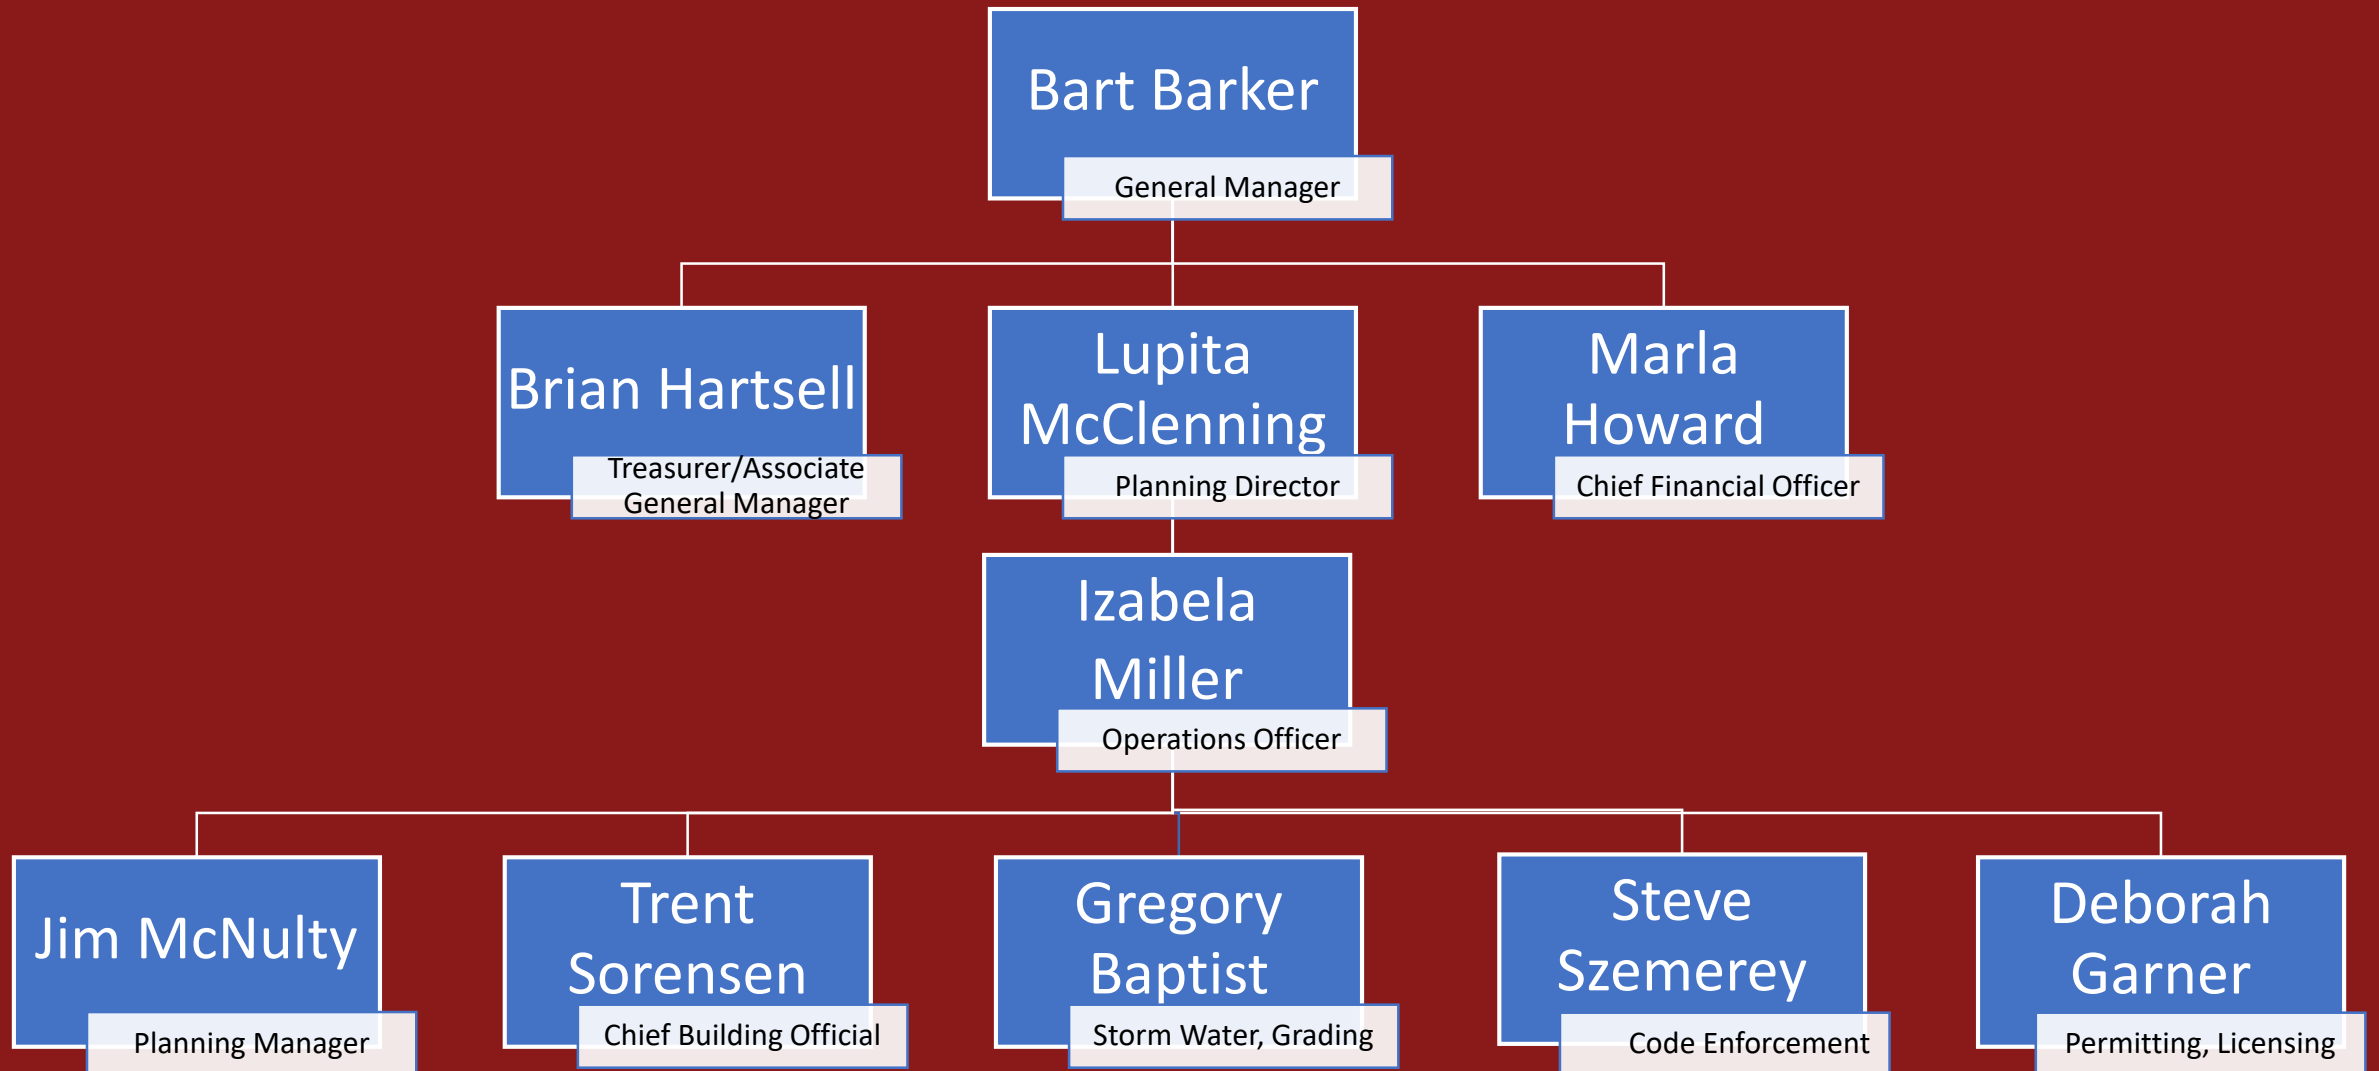 Bart Barker
General Manager
Brian Hartsell
Treasurer/Associate
General Manager
Lupita
McClenning
Planning Director
Marla
Howard
Chief Financial Officer
Izabela
Miller
Operations Officer
Jim McNulty
Planning Manager
Trent
Sorensen
Chief Building Official
Gregory
Baptist
Storm Water, Grading
Steve
Szemerey
Code Enforcement
Deborah
Garner
Permitting, Licensing